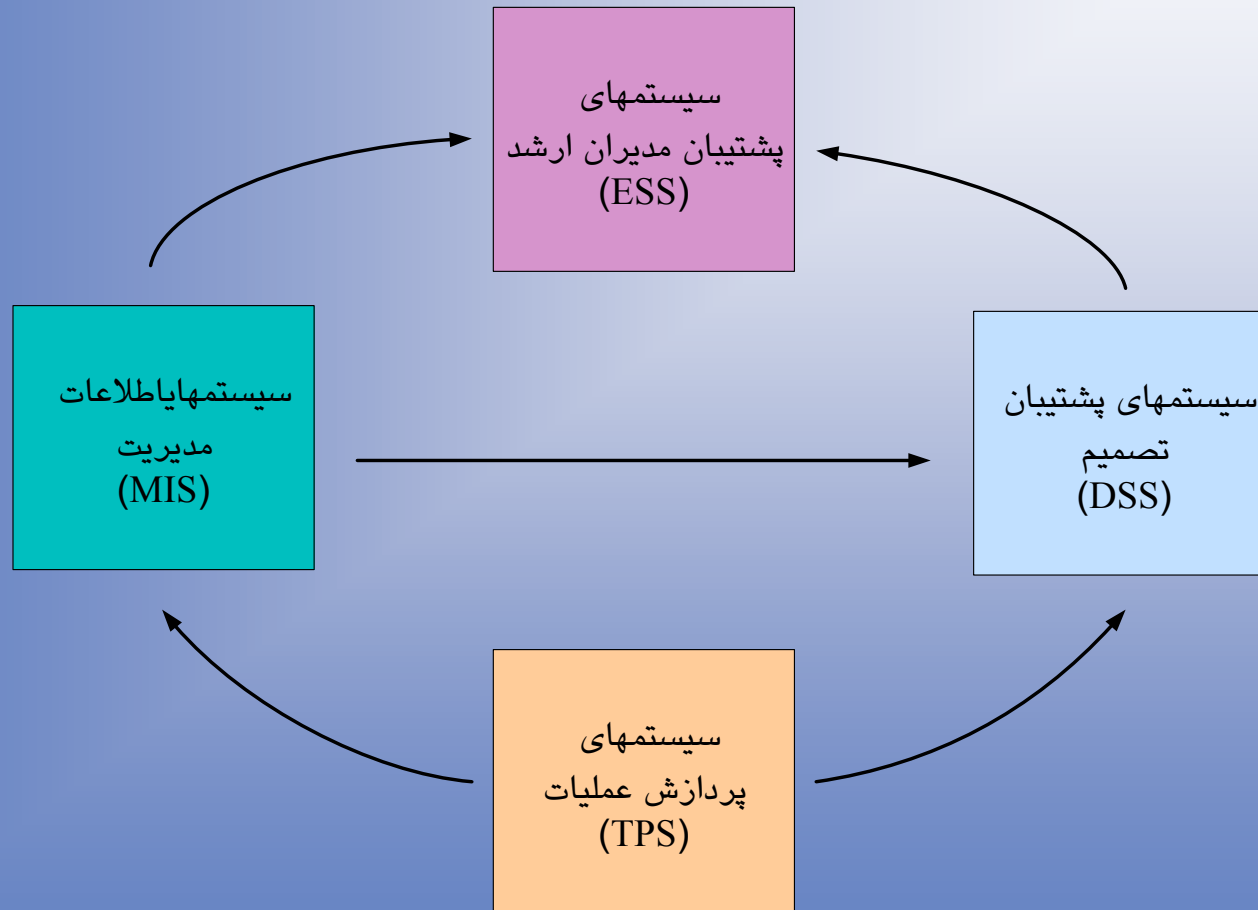 سیستمهای
پشتیبان مدیران ارشد
(ESS)
سیستمهای پشتیبان
تصمیم
(DSS)
سیستمهایاطلاعات
مدیریت
(MIS)
سیستمهای
پردازش عملیات
(TPS)